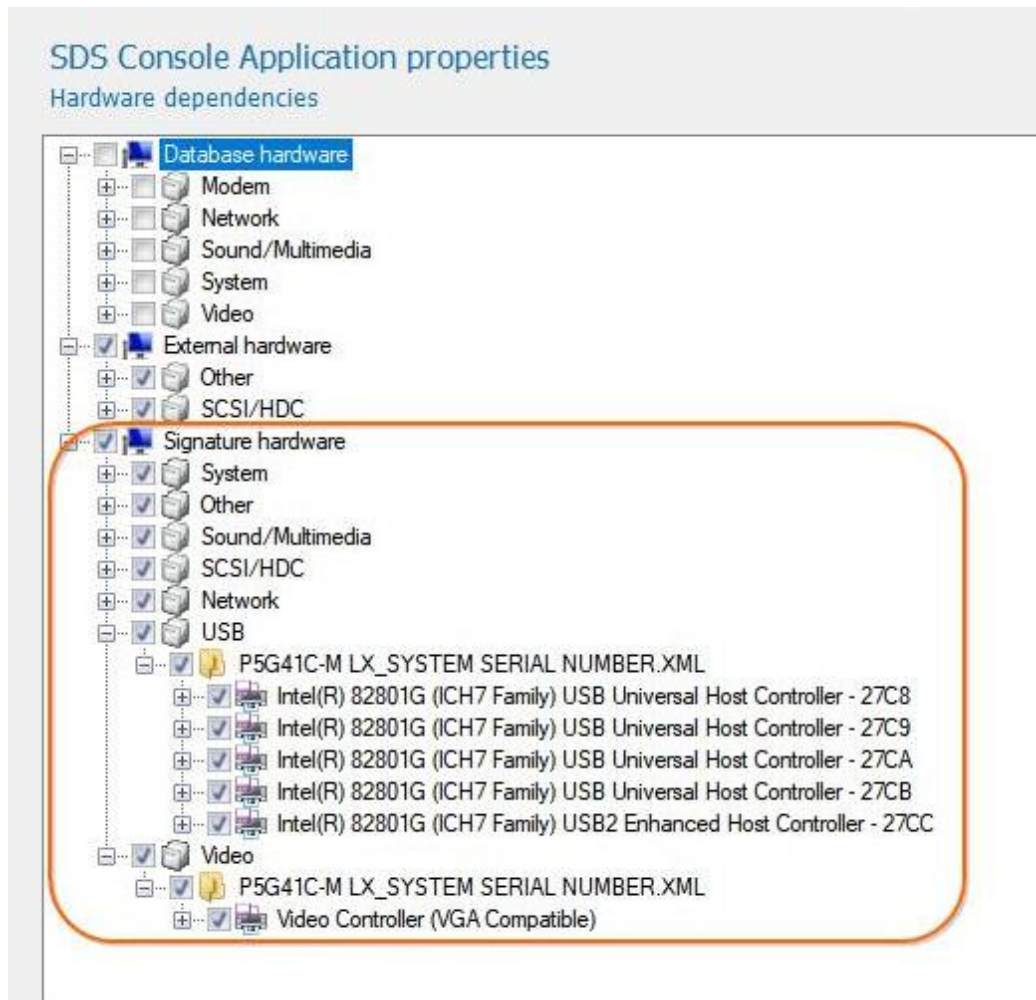 SDS Console Application properties
Hardware dependencies
Database hardware
Modem
Network
Sound/Multimedia
System
Video
External hardware
Other
SCSI/HDC
Signature hardware
System
Other
Sound/Multimedia
SCSI/HDC
Network
USB
P5G41C-M LX_SYSTEM SERIAL NUMBER.XML
Intel(R) 82801G (ICH7 Family) USB Universal Host Controller - 27C8
Intel(R) 82801G (ICH7 Family) USB Universal Host Controller - 27C9
Intel(R) 82801G (ICH7 Family) USB Universal Host Controller - 27CA
Intel(R) 82801G (ICH7 Family) USB Universal Host Controller - 27CB
Intel(R) 82801G (ICH7 Family) USB2 Enhanced Host Controller - 27CC
Video
P5G41C-M LX_SYSTEM SERIAL NUMBER.XML
Video Controller (VGA Compatible)